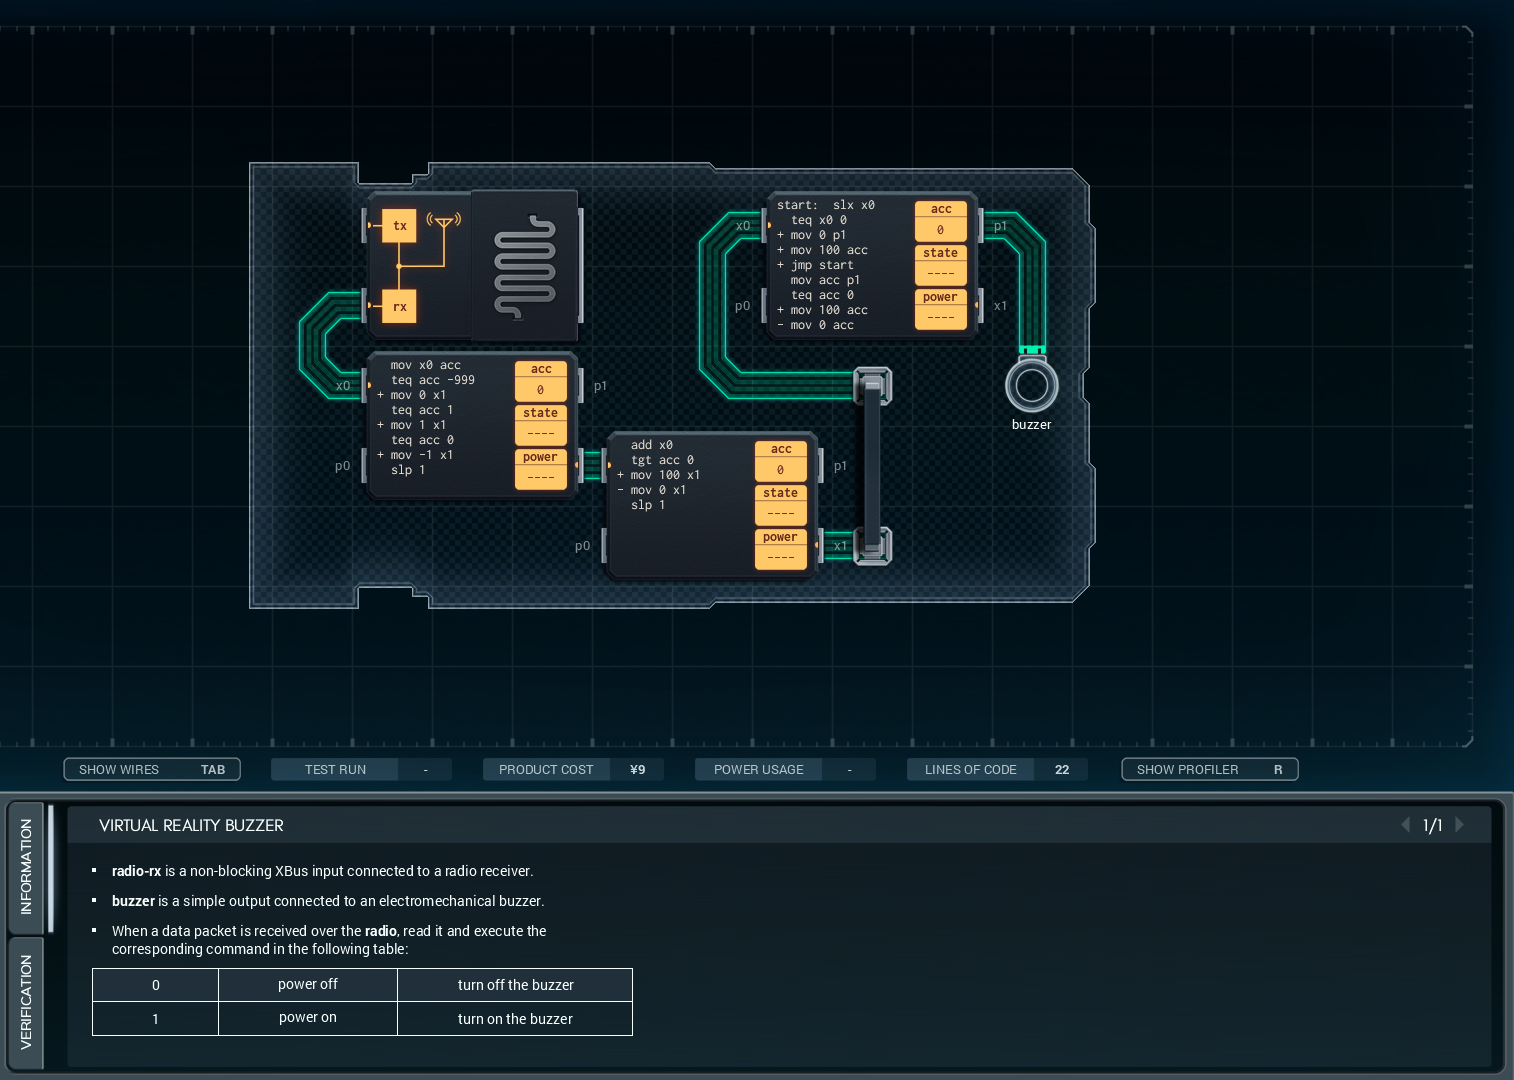 tx
rx
x0
p0
p1
mov x0 acc
teq acc -999
+ mov 0 x1
teq acc 1
+ mov 1 x1
teq acc 0
+ mov -1 x1
slp 1
acc
0
state
----
power
----
p0
p1
x1
add x0
tgt acc 0
+ mov 100 x1
- mov 0 x1
slp 1
acc
0
state
----
power
----
x0
p0
p1
x1
start: slx x0
teq x0 0
+ mov 0 p1
+ mov 100 acc
+ jmp start
mov acc p1
teq acc 0
+ mov 100 acc
- mov 0 acc
acc
0
state
----
power
----
buzzer
SHOW WIRES TAB
TEST RUN -
PRODUCT COST ¥9
POWER USAGE -
LINES OF CODE 22
SHOW PROFILER R
INFORMATION
VERIFICATION
VIRTUAL REALITY BUZZER
1/1
▪ radio-rx is a non-blocking XBus input connected to a radio receiver.
▪ buzzer is a simple output connected to an electromechanical buzzer.
▪ When a data packet is received over the radio, read it and execute the
corresponding command in the following table:
0 power off turn off the buzzer
1 power on turn on the buzzer